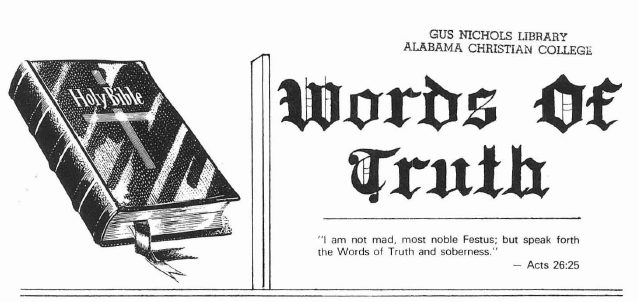 GUS NICHOLS LIBRARY
ALABAMA CHRISTIAN COLLEGE
Holy Bible
Words Of
Truth
"I am not mad, most noble Festus; but speak forth
the Words of Truth and soberness."
— Acts 26:25